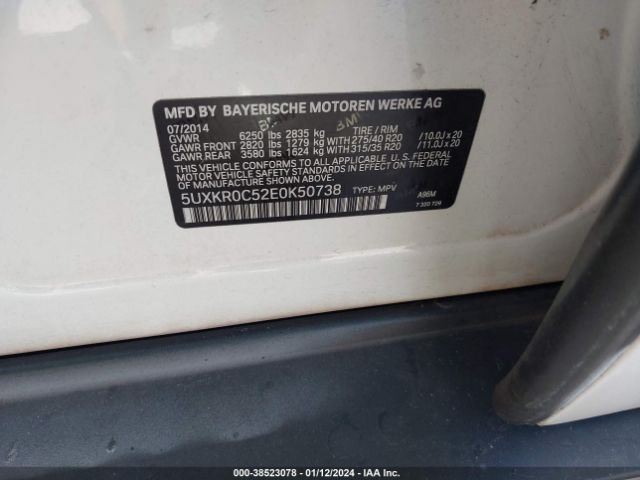 MFD BY BAYERISCHE MOTOREN WERKE AG
07/2014
GVWR 6250 lbs 2835 kg TIRE / RIM
GAWR FRONT 2820 lbs 1279 kg WITH 275/40 R20 /10.0J x 20
GAWR REAR 3580 lbs 1624 kg WITH 315/35 R20 /11.0J x 20
THIS VEHICLE CONFORMS TO ALL APPLICABLE U.S. FEDERAL
MOTOR VEHICLE SAFETY STANDARDS IN EFFECT ON THE DATE
OF MANUFACTURE SHOWN ABOVE.
5UXKR0C52E0K50738 TYPE: MPV A96M
7 320 729
000-38523078 - 01/12/2024 - IAA Inc.